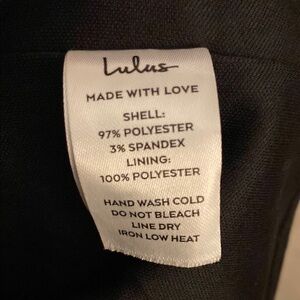 Lulus
MADE WITH LOVE
SHELL:
97% POLYESTER
3% SPANDEX
LINING:
100% POLYESTER
HAND WASH COLD
DO NOT BLEACH
LINE DRY
IRON LOW HEAT